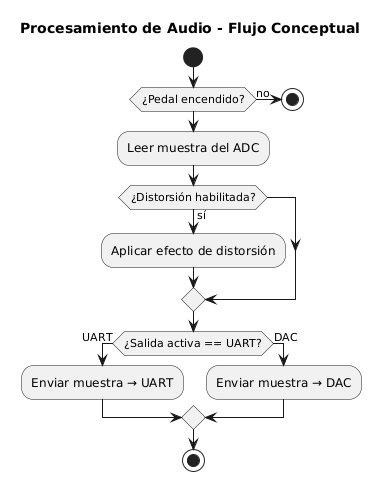 Procesamiento de Audio - Flujo Conceptual
¿Pedal encendido?
no
Leer muestra del ADC
¿Distorsión habilitada?
sí
Aplicar efecto de distorsión
UART
¿Salida activa == UART?
DAC
Enviar muestra → UART
Enviar muestra → DAC